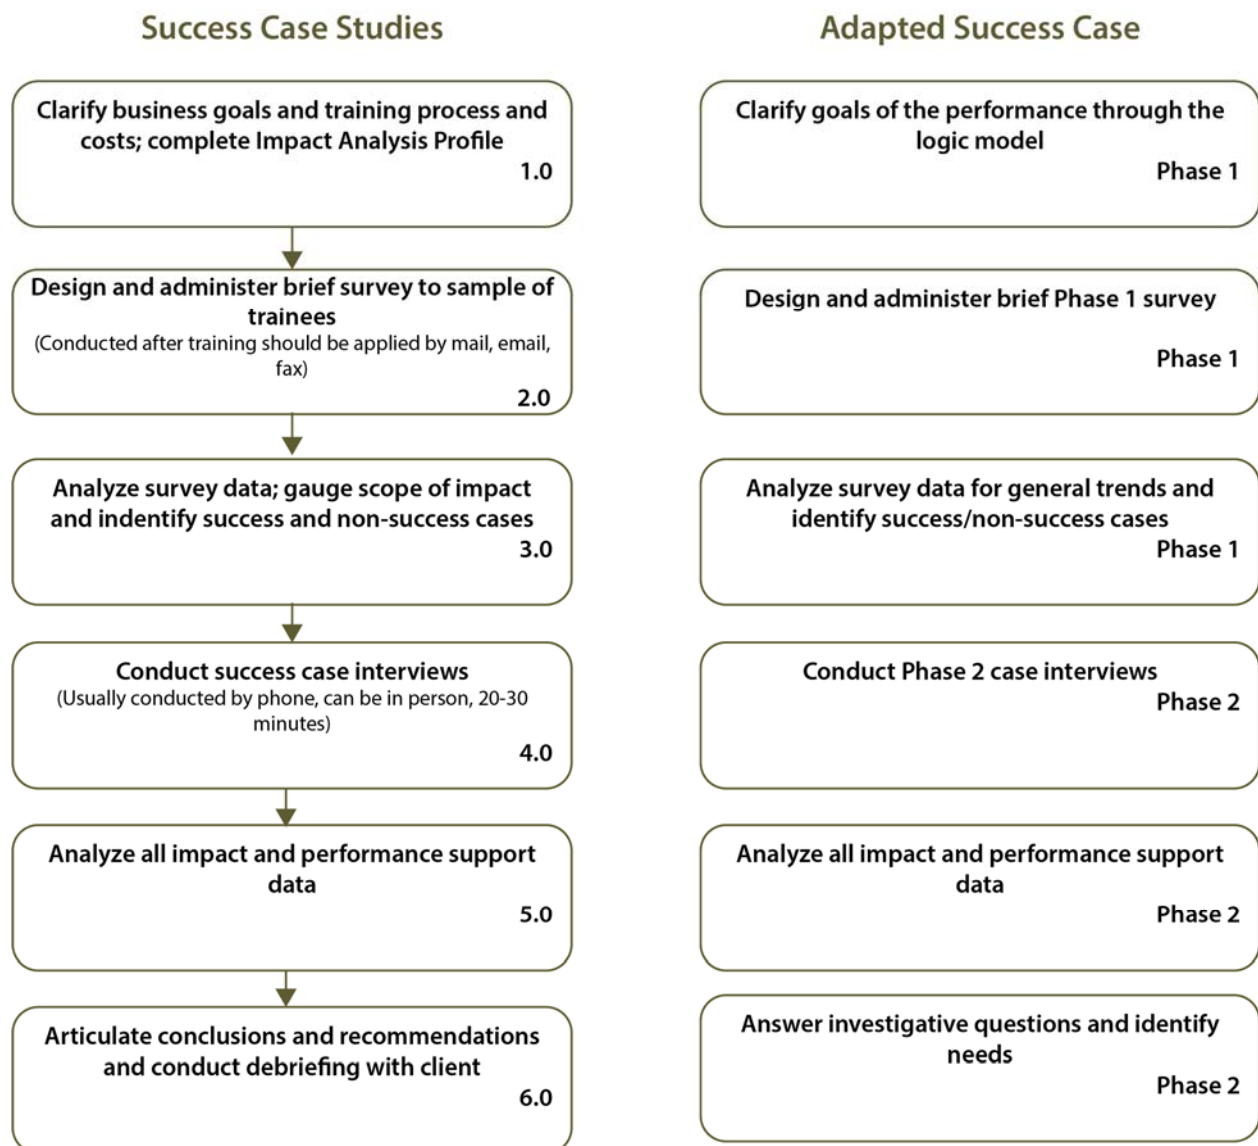 Success Case Studies
Clarify business goals and training process and
costs; complete Impact Analysis Profile
1.0
Design and administer brief survey to sample of
trainees
(Conducted after training should be applied by mail, email,
fax)
2.0
Analyze survey data; gauge scope of impact
and indentify success and non-success cases
3.0
Conduct success case interviews
(Usually conducted by phone, can be in person, 20-30
minutes)
4.0
Analyze all impact and performance support
data
5.0
Articulate conclusions and recommendations
and conduct debriefing with client
6.0
Adapted Success Case
Clarify goals of the performance through the
logic model
Phase 1
Design and administer brief Phase 1 survey
Phase 1
Analyze survey data for general trends and
identify success/non-success cases
Phase 1
Conduct Phase 2 case interviews
Phase 2
Analyze all impact and performance support
data
Phase 2
Answer investigative questions and identify
needs
Phase 2